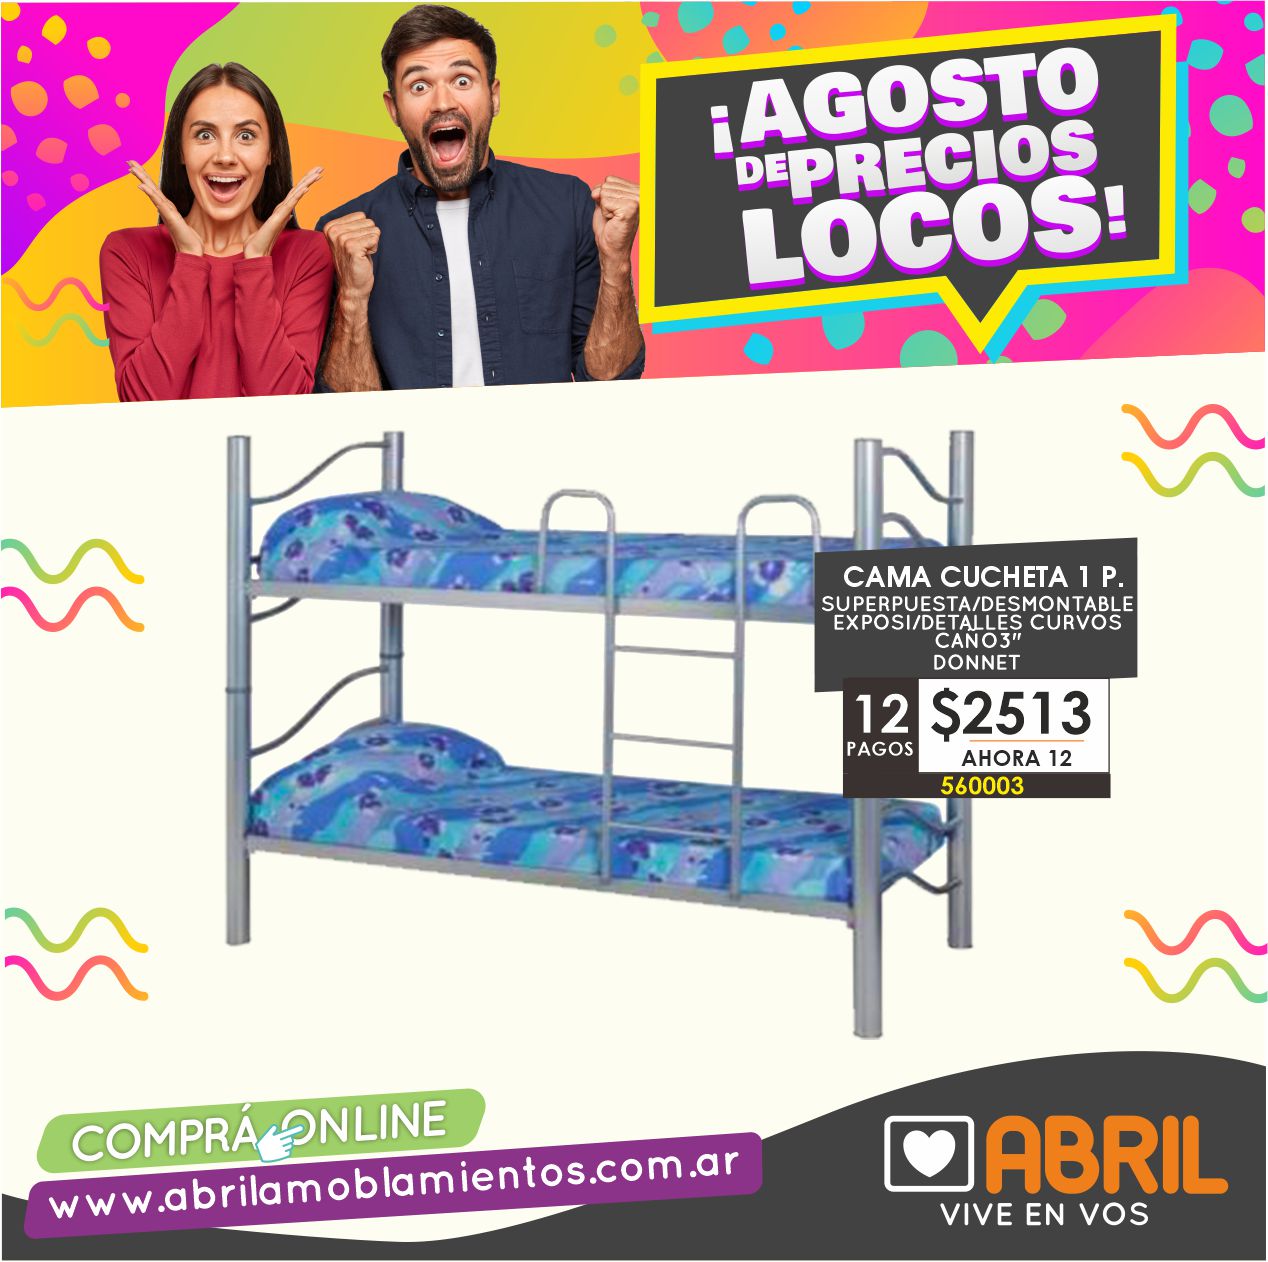 ¡AGOSTO
DE PRECIOS
LOCOS!
CAMA CUCHETA 1 P.
SUPERPUESTA/DESMONTABLE
EXPOSI/DETALLES CURVOS
CAÑO3"
DONNET
12
PAGOS
$2513
AHORA 12
560003
COMPRÁ ONLINE
www.abrilamoblamientos.com.ar
ABRIL
VIVE EN VOS